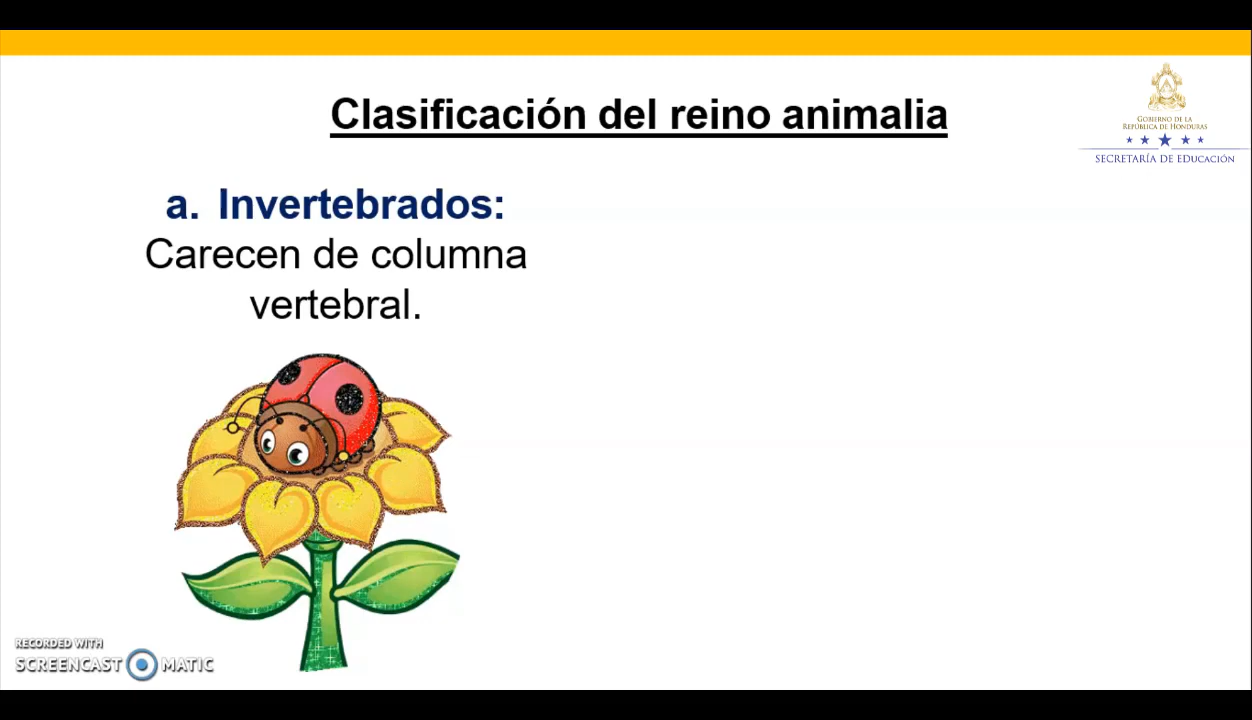 Clasificación del reino animalia
GOBIERNO DE LA
REPÚBLICA DE HONDURAS
SECRETARÍA DE EDUCACIÓN
a. Invertebrados:
Carecen de columna
vertebral.
RECORDED WITH
SCREENCAST MATIC